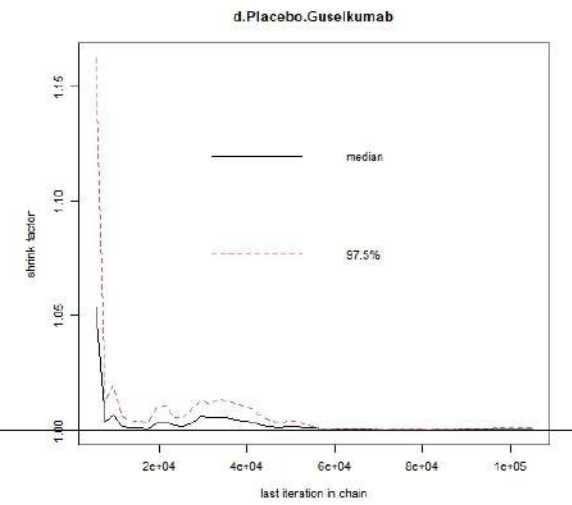 d.Placebo.Guselkumab
1.15
median
1.10
97.5%
shrink factor
1.05
1.00
2e+04 4e+04 6e+04 8e+04 1e+05
last iteration in chain